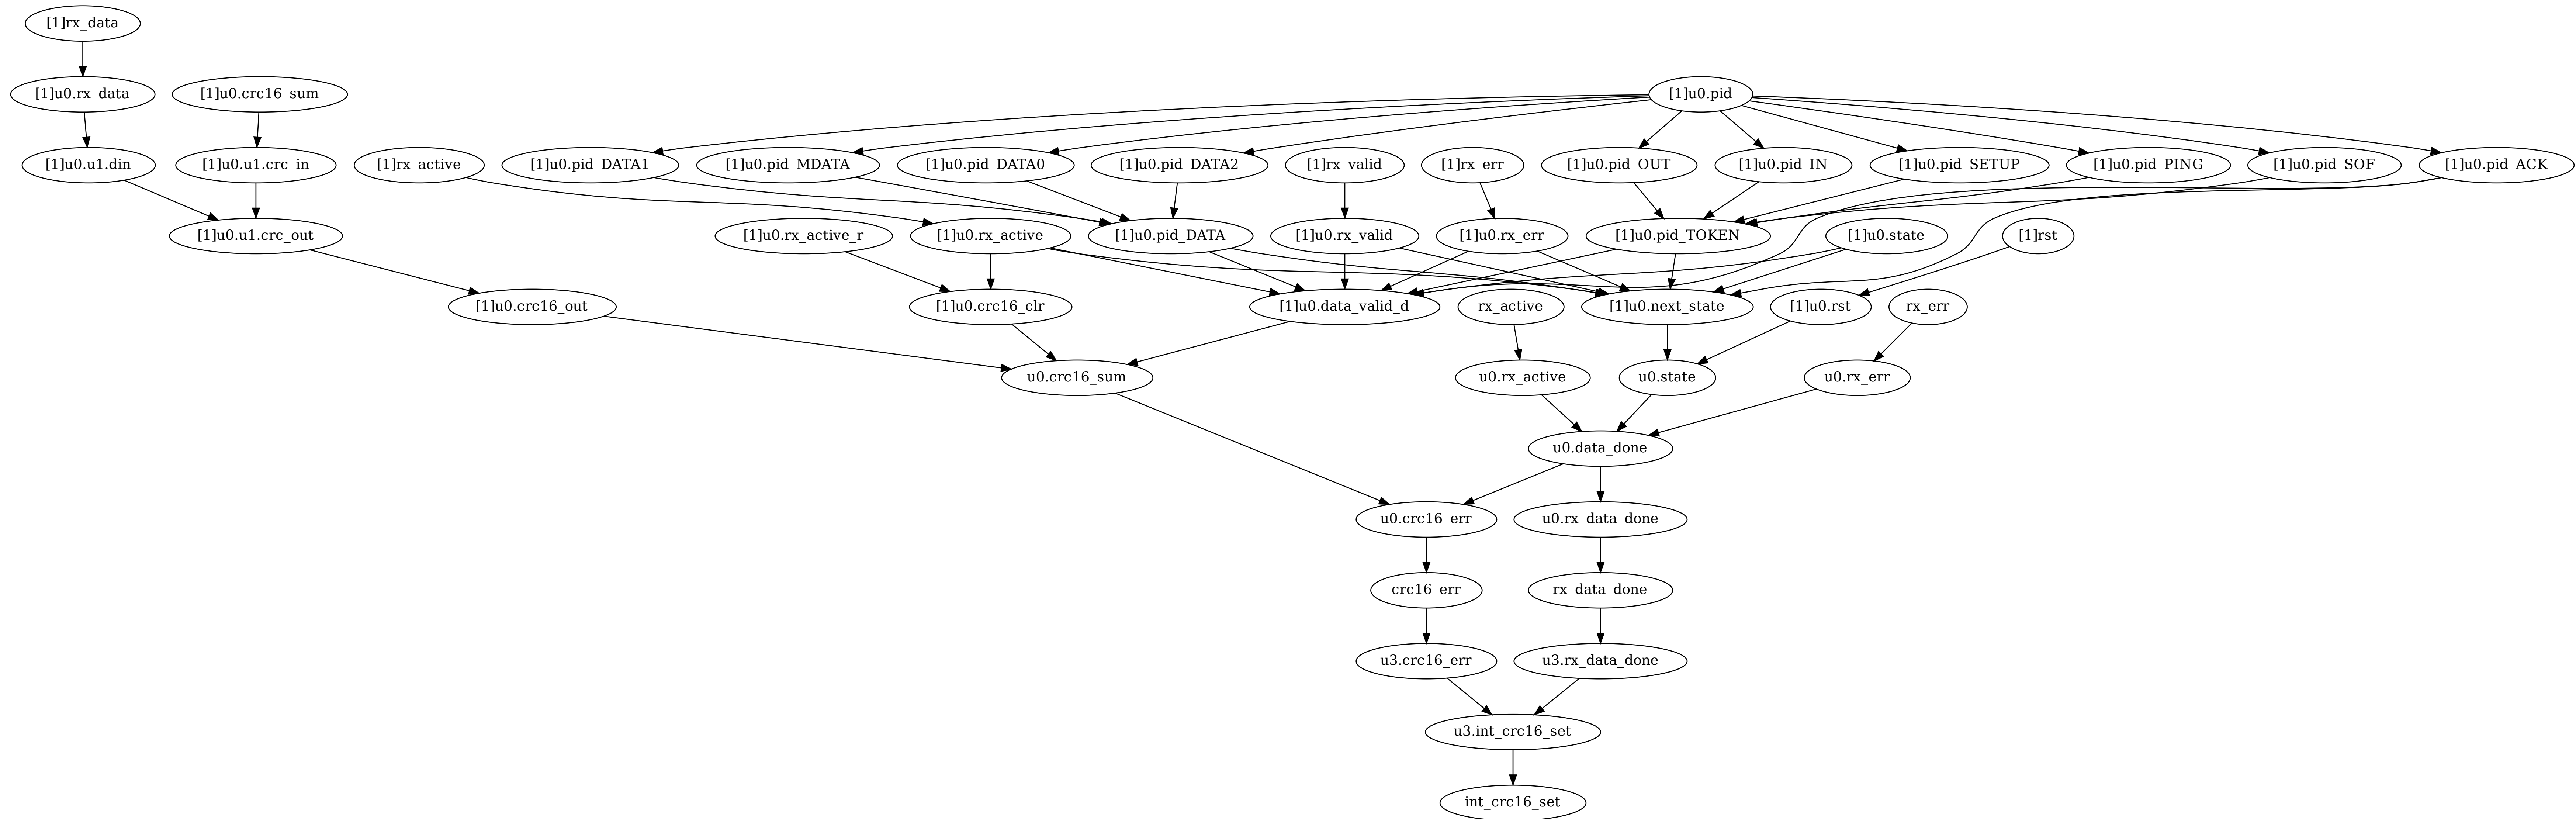 [1]rx_data
[1]u0.rx_data
[1]u0.crc16_sum
[1]u0.pid
[1]u0.u1.din
[1]u0.u1.crc_in
[1]rx_active
[1]u0.pid_DATA1
[1]u0.pid_MDATA
[1]u0.pid_DATA0
[1]u0.pid_DATA2
[1]rx_valid
[1]rx_err
[1]u0.pid_OUT
[1]u0.pid_IN
[1]u0.pid_SETUP
[1]u0.pid_PING
[1]u0.pid_SOF
[1]u0.pid_ACK
[1]u0.u1.crc_out
[1]u0.rx_active_r
[1]u0.rx_active
[1]u0.pid_DATA
[1]u0.rx_valid
[1]u0.rx_err
[1]u0.pid_TOKEN
[1]u0.state
[1]rst
[1]u0.crc16_out
[1]u0.crc16_clr
[1]u0.data_valid_d
rx_active
[1]u0.next_state
[1]u0.rst
rx_err
u0.crc16_sum
u0.rx_active
u0.state
u0.rx_err
u0.data_done
u0.crc16_err
u0.rx_data_done
crc16_err
rx_data_done
u3.crc16_err
u3.rx_data_done
u3.int_crc16_set
int_crc16_set